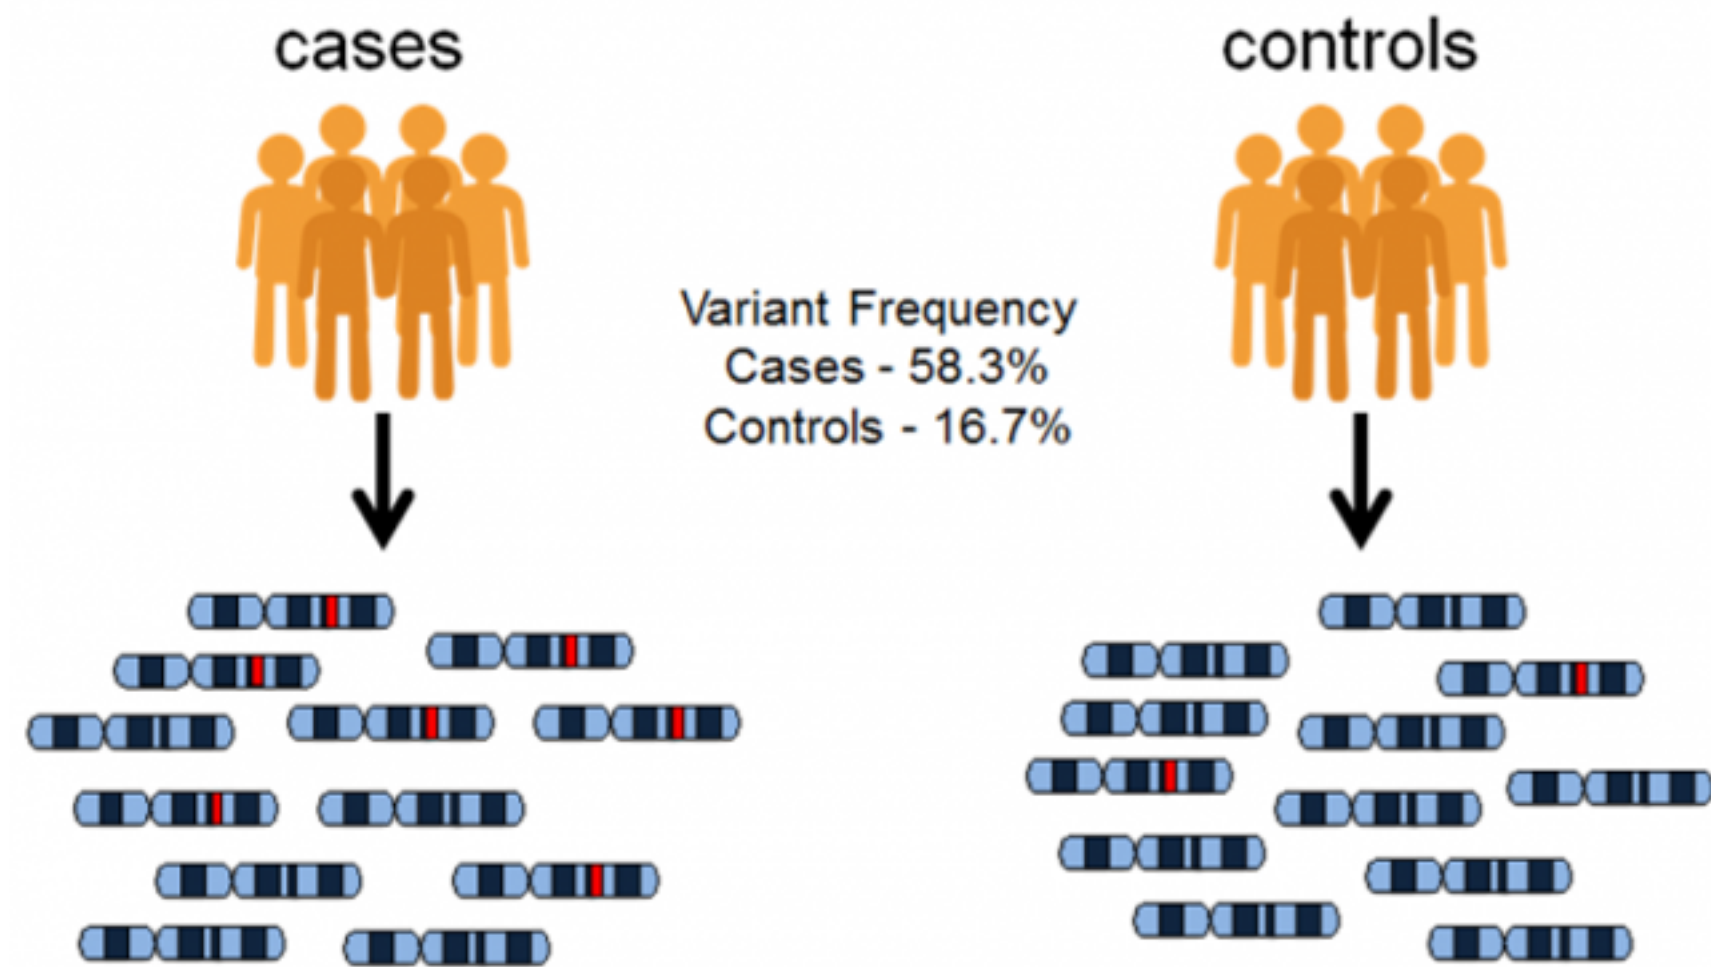 cases
controls
Variant Frequency
Cases - 58.3%
Controls - 16.7%